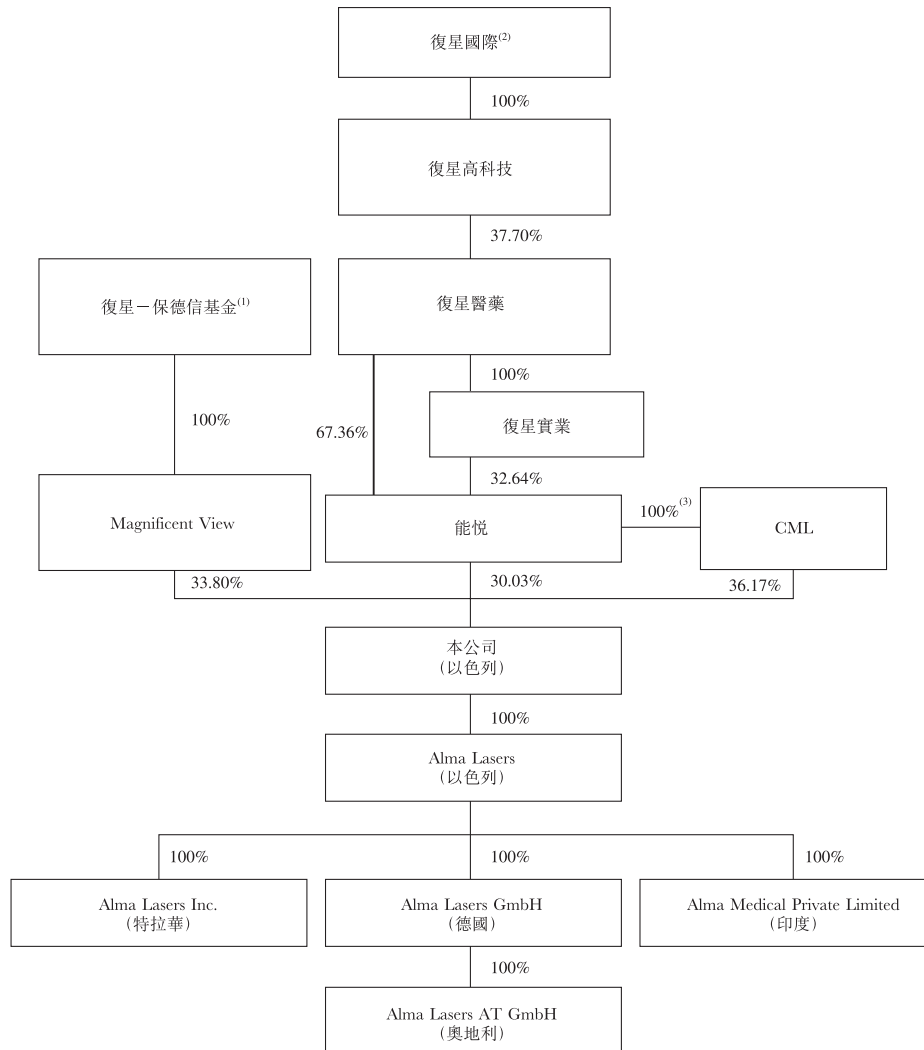 復星國際(2)
100%
復星高科技
37.70%
復星－保德信基金(1)
復星醫藥
100%
100%
67.36%
復星實業
32.64%
Magnificent View
能悅
100%(3)
CML
33.80%
30.03%
36.17%
本公司
（以色列）
100%
Alma Lasers
（以色列）
100%
100%
100%
Alma Lasers Inc.
（特拉華）
Alma Lasers GmbH
（德國）
Alma Medical Private Limited
（印度）
100%
Alma Lasers AT GmbH
（奧地利）